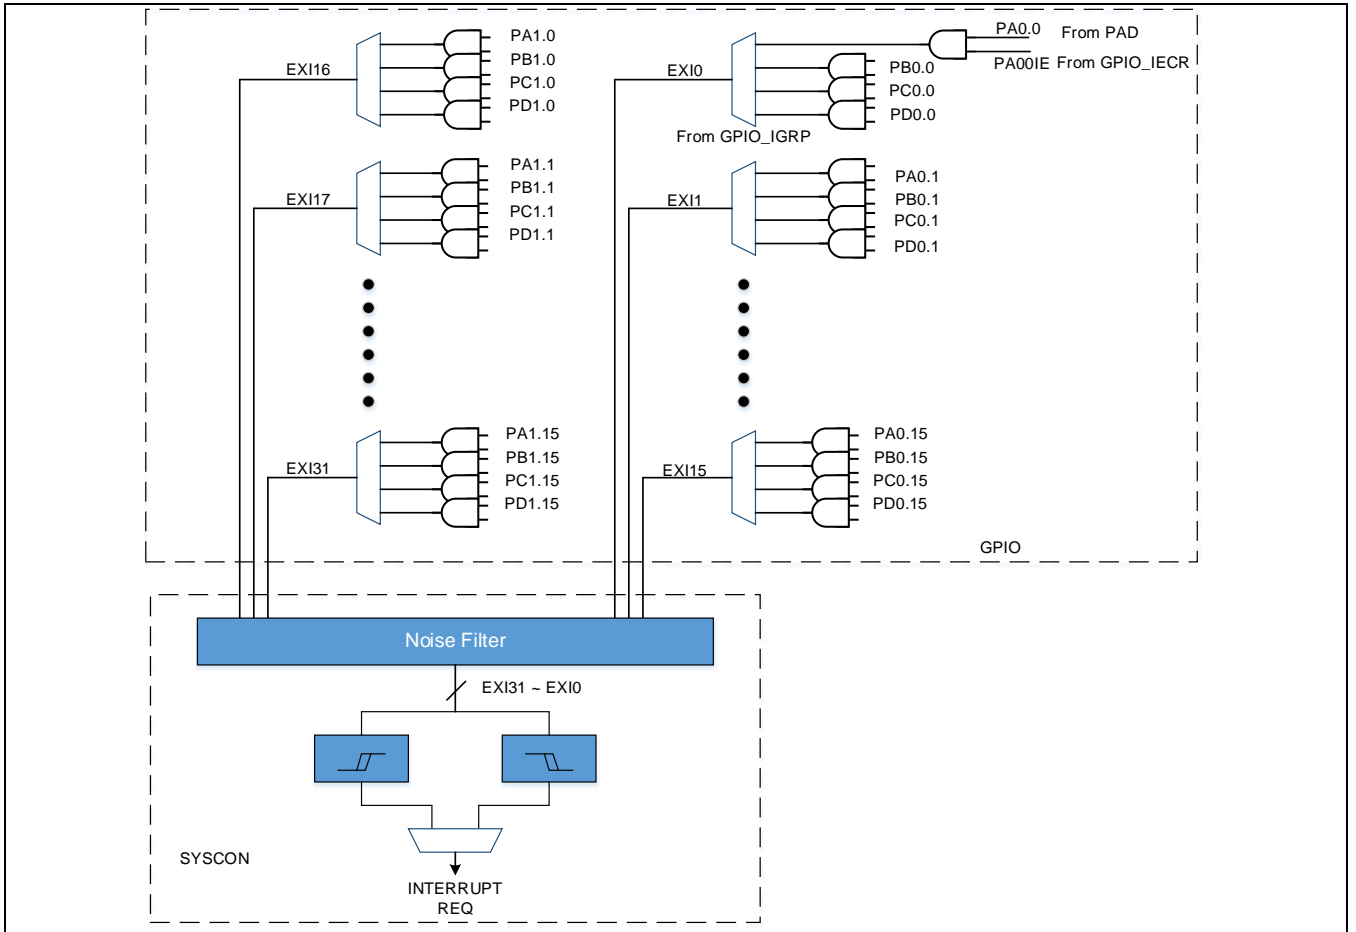 PA1.0
PB1.0
EXI16
PC1.0
PD1.0
PA1.1
PB1.1
EXI17
PC1.1
PD1.1
PA1.15
PB1.15
EXI31
PC1.15
PD1.15
PA0.0 From PAD
PA00IE From GPIO_IECR
PB0.0
EXI0
PC0.0
PD0.0
From GPIO_IGRP
PA0.1
PB0.1
EXI1
PC0.1
PD0.1
PA0.15
PB0.15
EXI15
PC0.15
PD0.15
GPIO
Noise Filter
EXI31 ~ EXI0
SYSCON
INTERRUPT
REQ